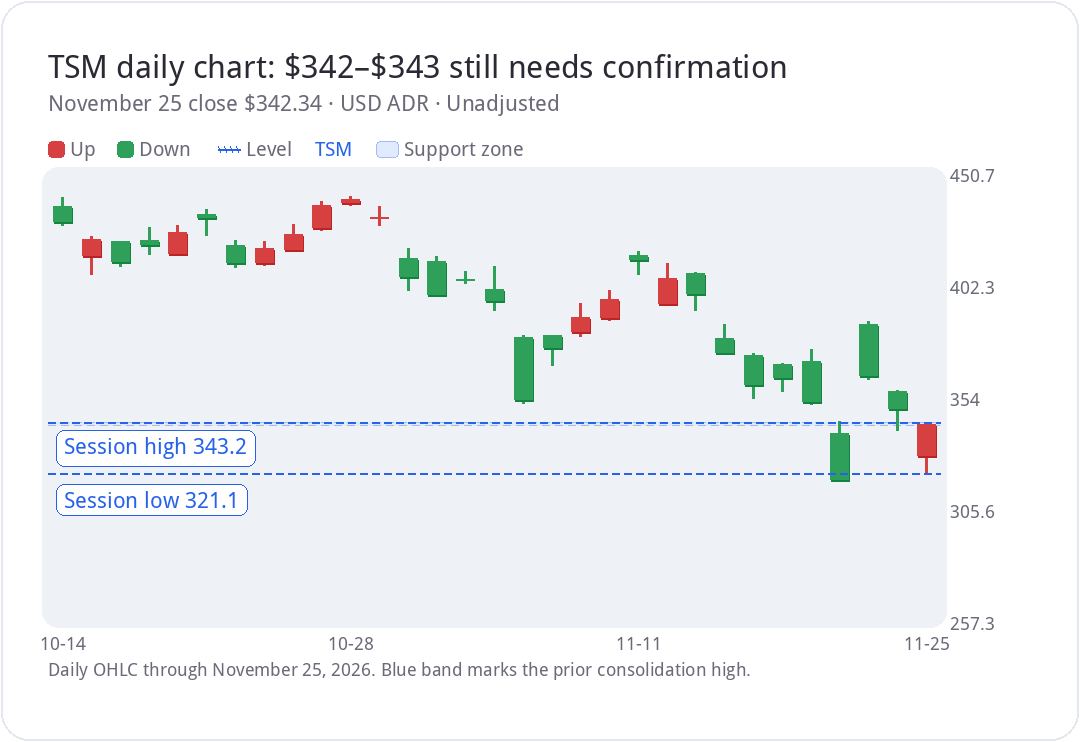 TSM daily chart: $342–$343 still needs confirmation
November 25 close $342.34 · USD ADR · Unadjusted
Up Down Level TSM Support zone
450.7
402.3
354
Session high 343.2
Session low 321.1
305.6
257.3
10-14 10-28 11-11 11-25
Daily OHLC through November 25, 2026. Blue band marks the prior consolidation high.